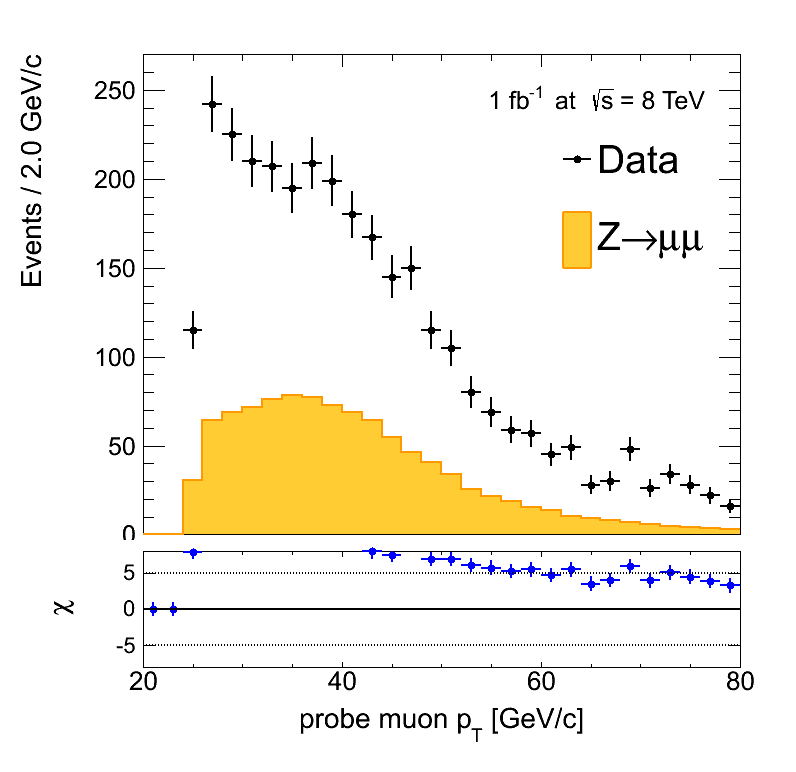 Events / 2.0 GeV/c
250
200
150
100
50
0
1 fb-1 at √s = 8 TeV
Data
Z→μμ
χ
5
0
-5
20 40 60 80
probe muon pT [GeV/c]